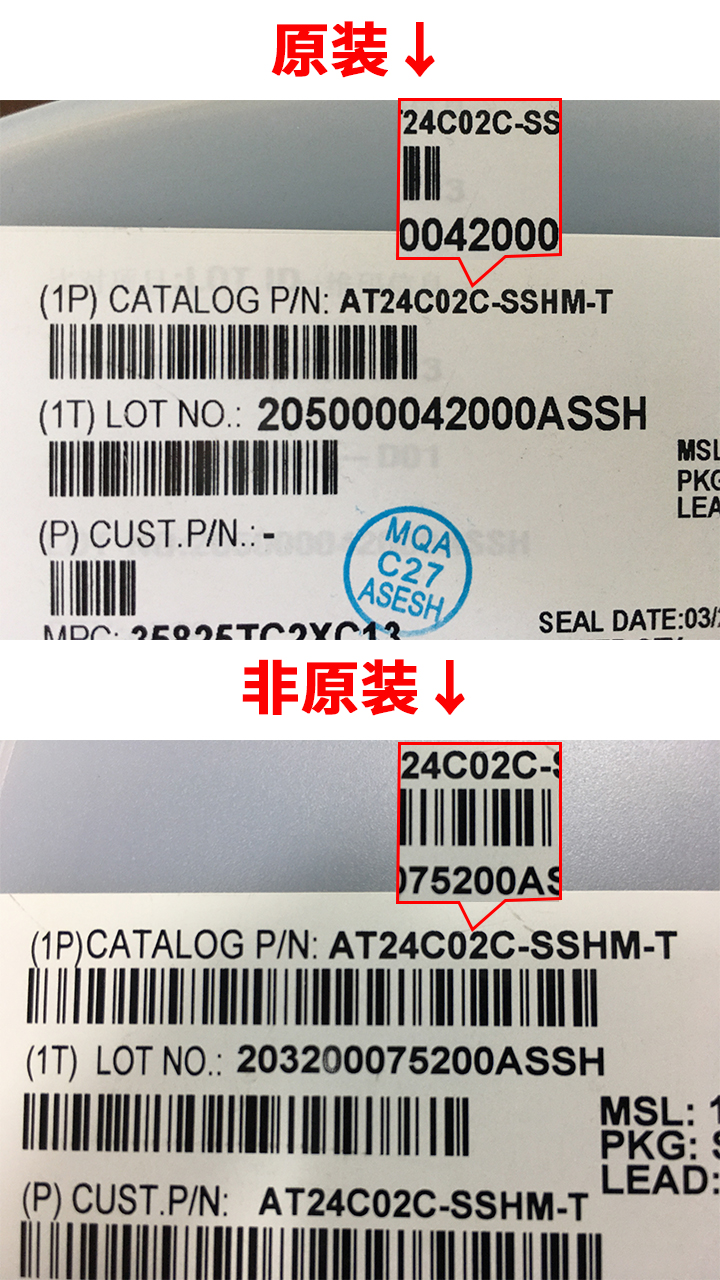 原装↓
24C02C-SS
0042000
(1P) CATALOG P/N: AT24C02C-SSHM-T
(1T) LOT NO.: 205000042000ASSH
MSL
PKG
LEA
(P) CUST.P/N.: -
MQA
C27
ASESH
SEAL DATE:03/
MPC: 35825TC2XC13
非原装↓
24C02C-S
075200AS
(1P)CATALOG P/N: AT24C02C-SSHM-T
(1T) LOT NO.: 203200075200ASSH
MSL: 1
PKG: S
LEAD:
(P) CUST.P/N: AT24C02C-SSHM-T